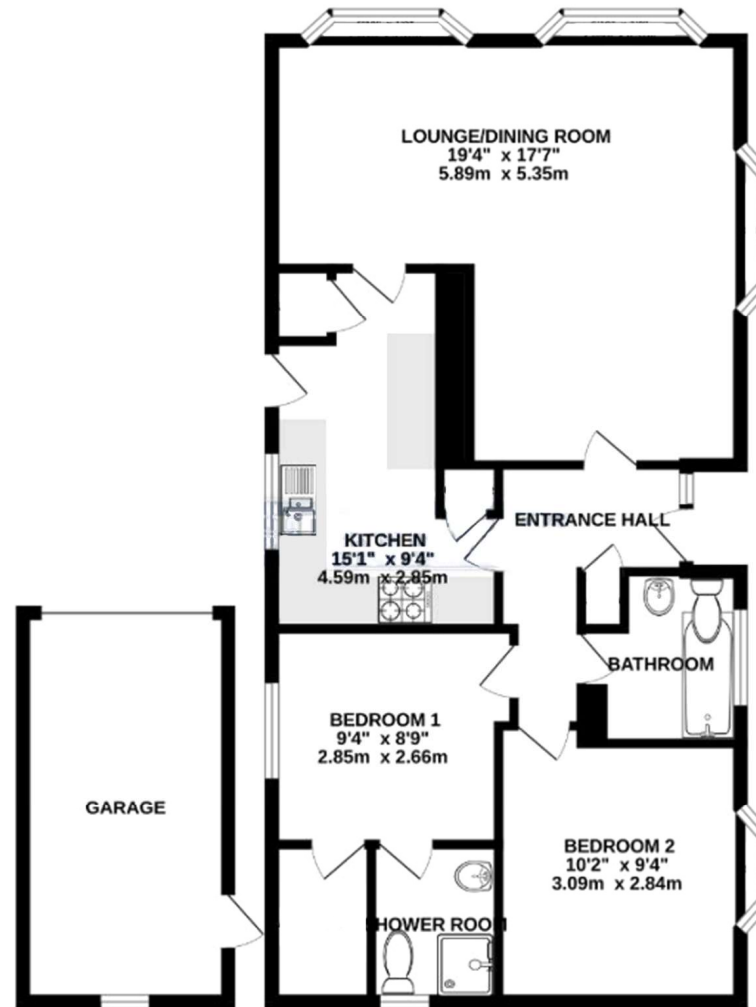 LOUNGE/DINING ROOM
19'4" x 17'7"
5.89m x 5.35m
ENTRANCE HALL
KITCHEN
15'1" x 9'4"
4.59m x 2.85m
BATHROOM
BEDROOM 1
9'4" x 8'9"
2.85m x 2.66m
GARAGE
BEDROOM 2
10'2" x 9'4"
3.09m x 2.84m
SHOWER ROOM